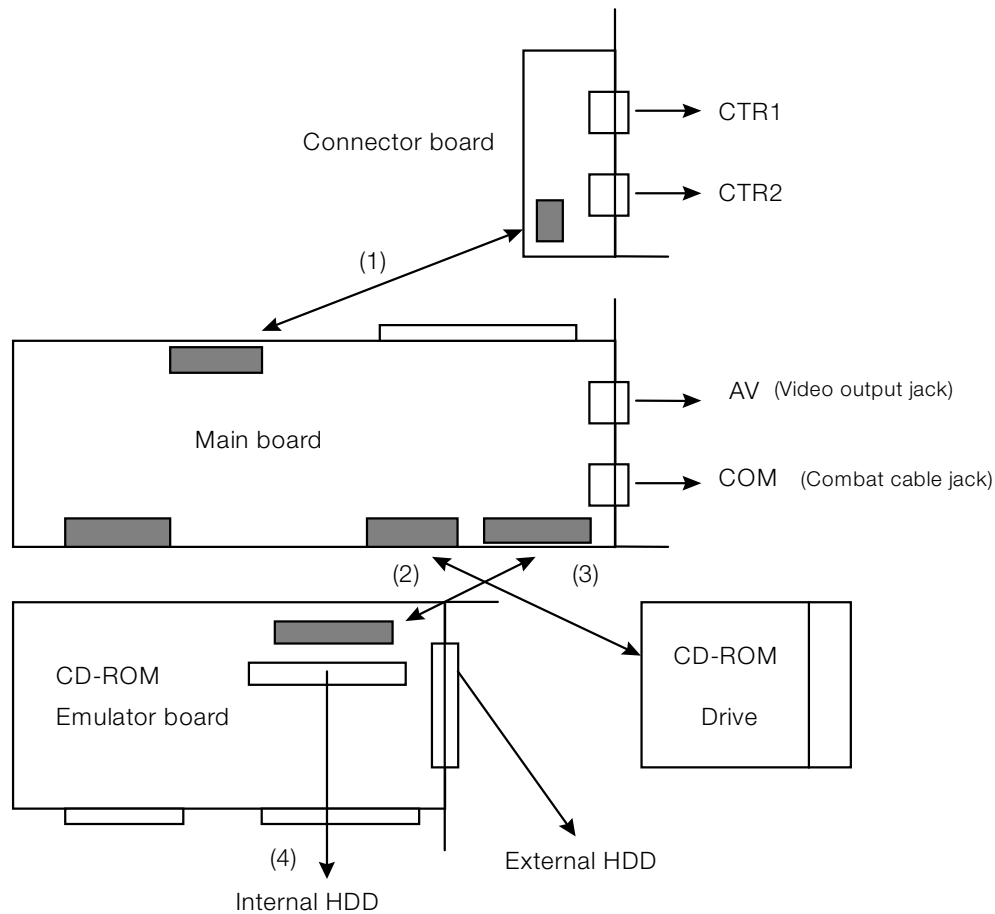 CTR1
Connector board
CTR2
(1)
AV (Video output jack)
Main board
COM (Combat cable jack)
(2)
(3)
CD-ROM
Emulator board
CD-ROM
Drive
External HDD
(4)
Internal HDD